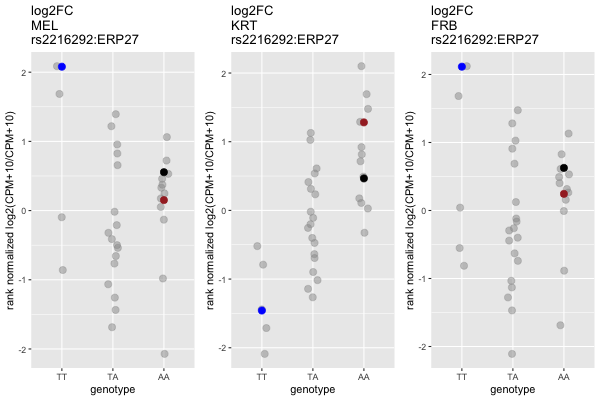 log2FC
MEL
rs2216292:ERP27
rank normalized log2(CPM+10/CPM+10)
2
1
0
-1
-2
TT
TA
AA
genotype
log2FC
KRT
rs2216292:ERP27
rank normalized log2(CPM+10/CPM+10)
2
1
0
-1
-2
TT
TA
AA
genotype
log2FC
FRB
rs2216292:ERP27
rank normalized log2(CPM+10/CPM+10)
2
1
0
-1
-2
TT
TA
AA
genotype